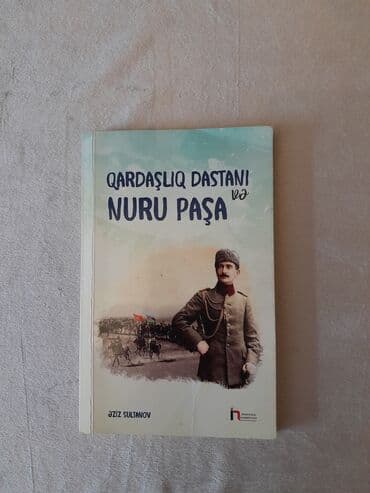 QARDAŞLIQ DASTANI
və
NURU PAŞA
ƏZİZ SULTANOV